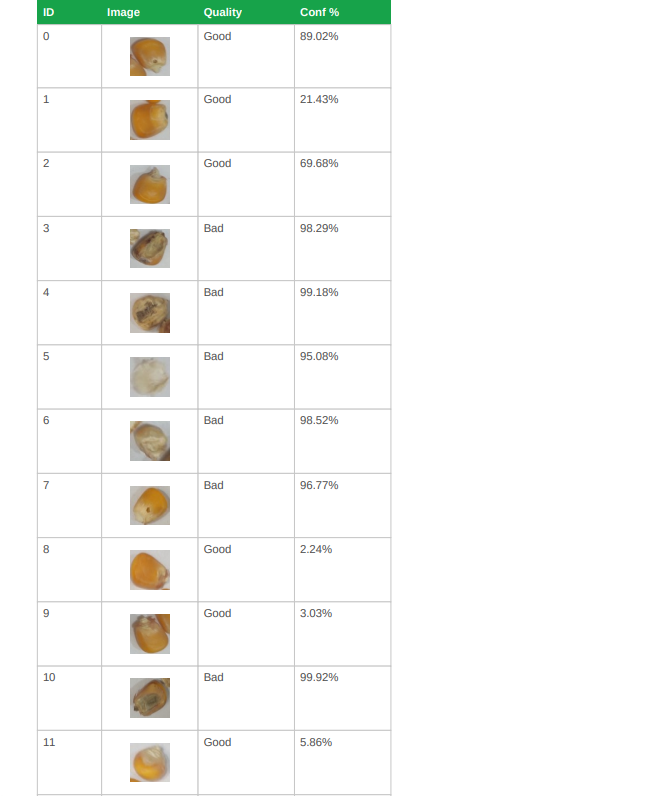 ID Image Quality Conf %
0 Good 89.02%
1 Good 21.43%
2 Good 69.68%
3 Bad 98.29%
4 Bad 99.18%
5 Bad 95.08%
6 Bad 98.52%
7 Bad 96.77%
8 Good 2.24%
9 Good 3.03%
10 Bad 99.92%
11 Good 5.86%